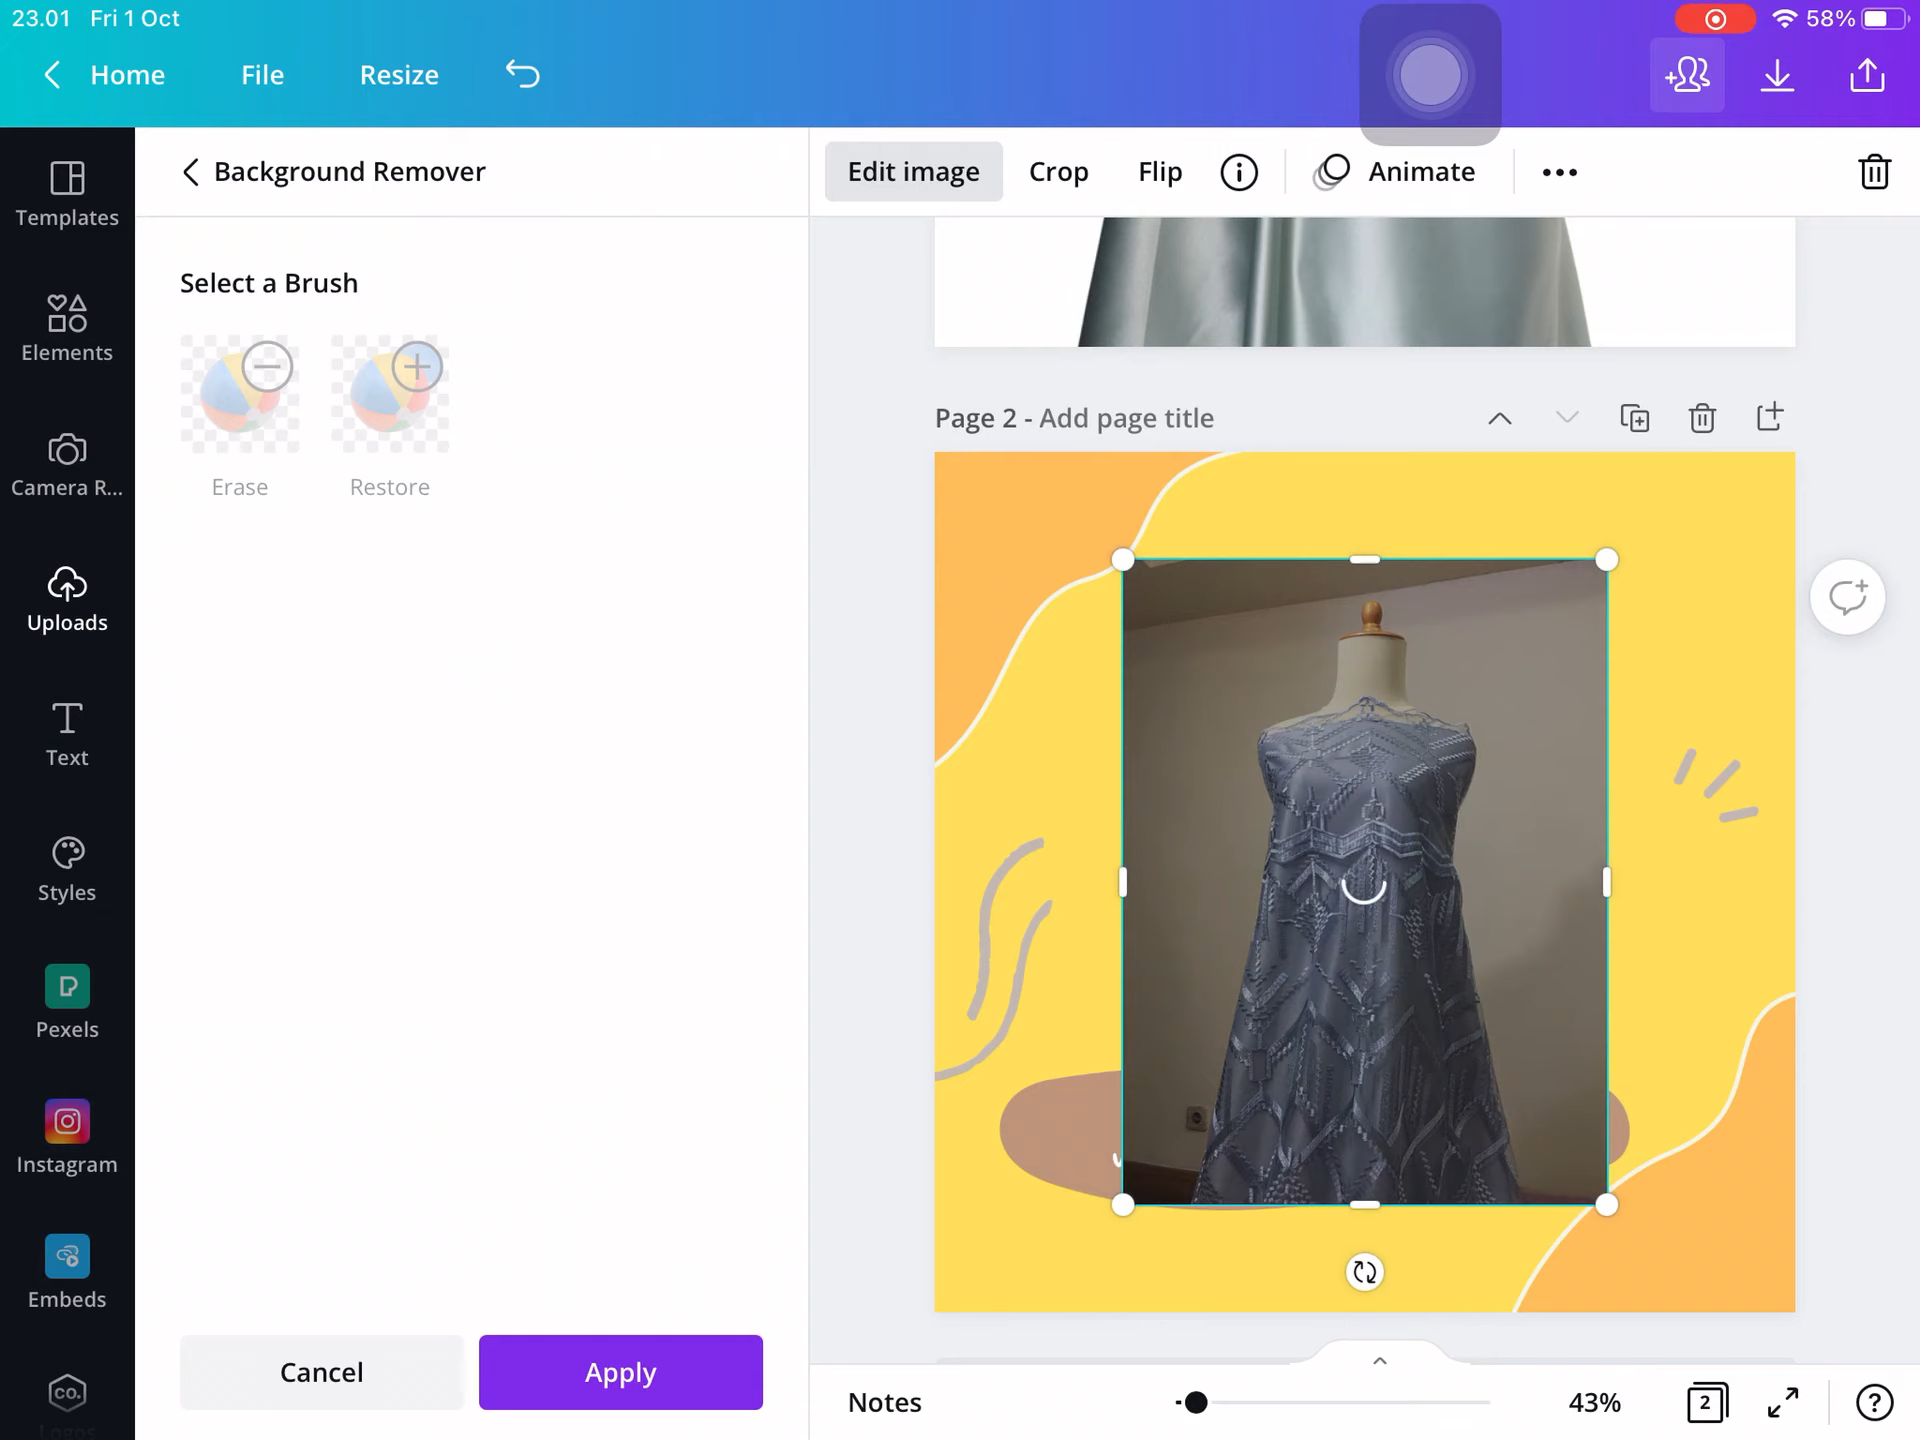 23.01 Fri 1 Oct
58%
Home File Resize
Templates
Elements
Camera R...
Uploads
Text
Styles
Pexels
Instagram
Embeds
co.
Logos
Background Remover
Select a Brush
Erase Restore
Cancel Apply
Edit image Crop Flip Animate
Page 2 - Add page title
Notes 43% 2 ?